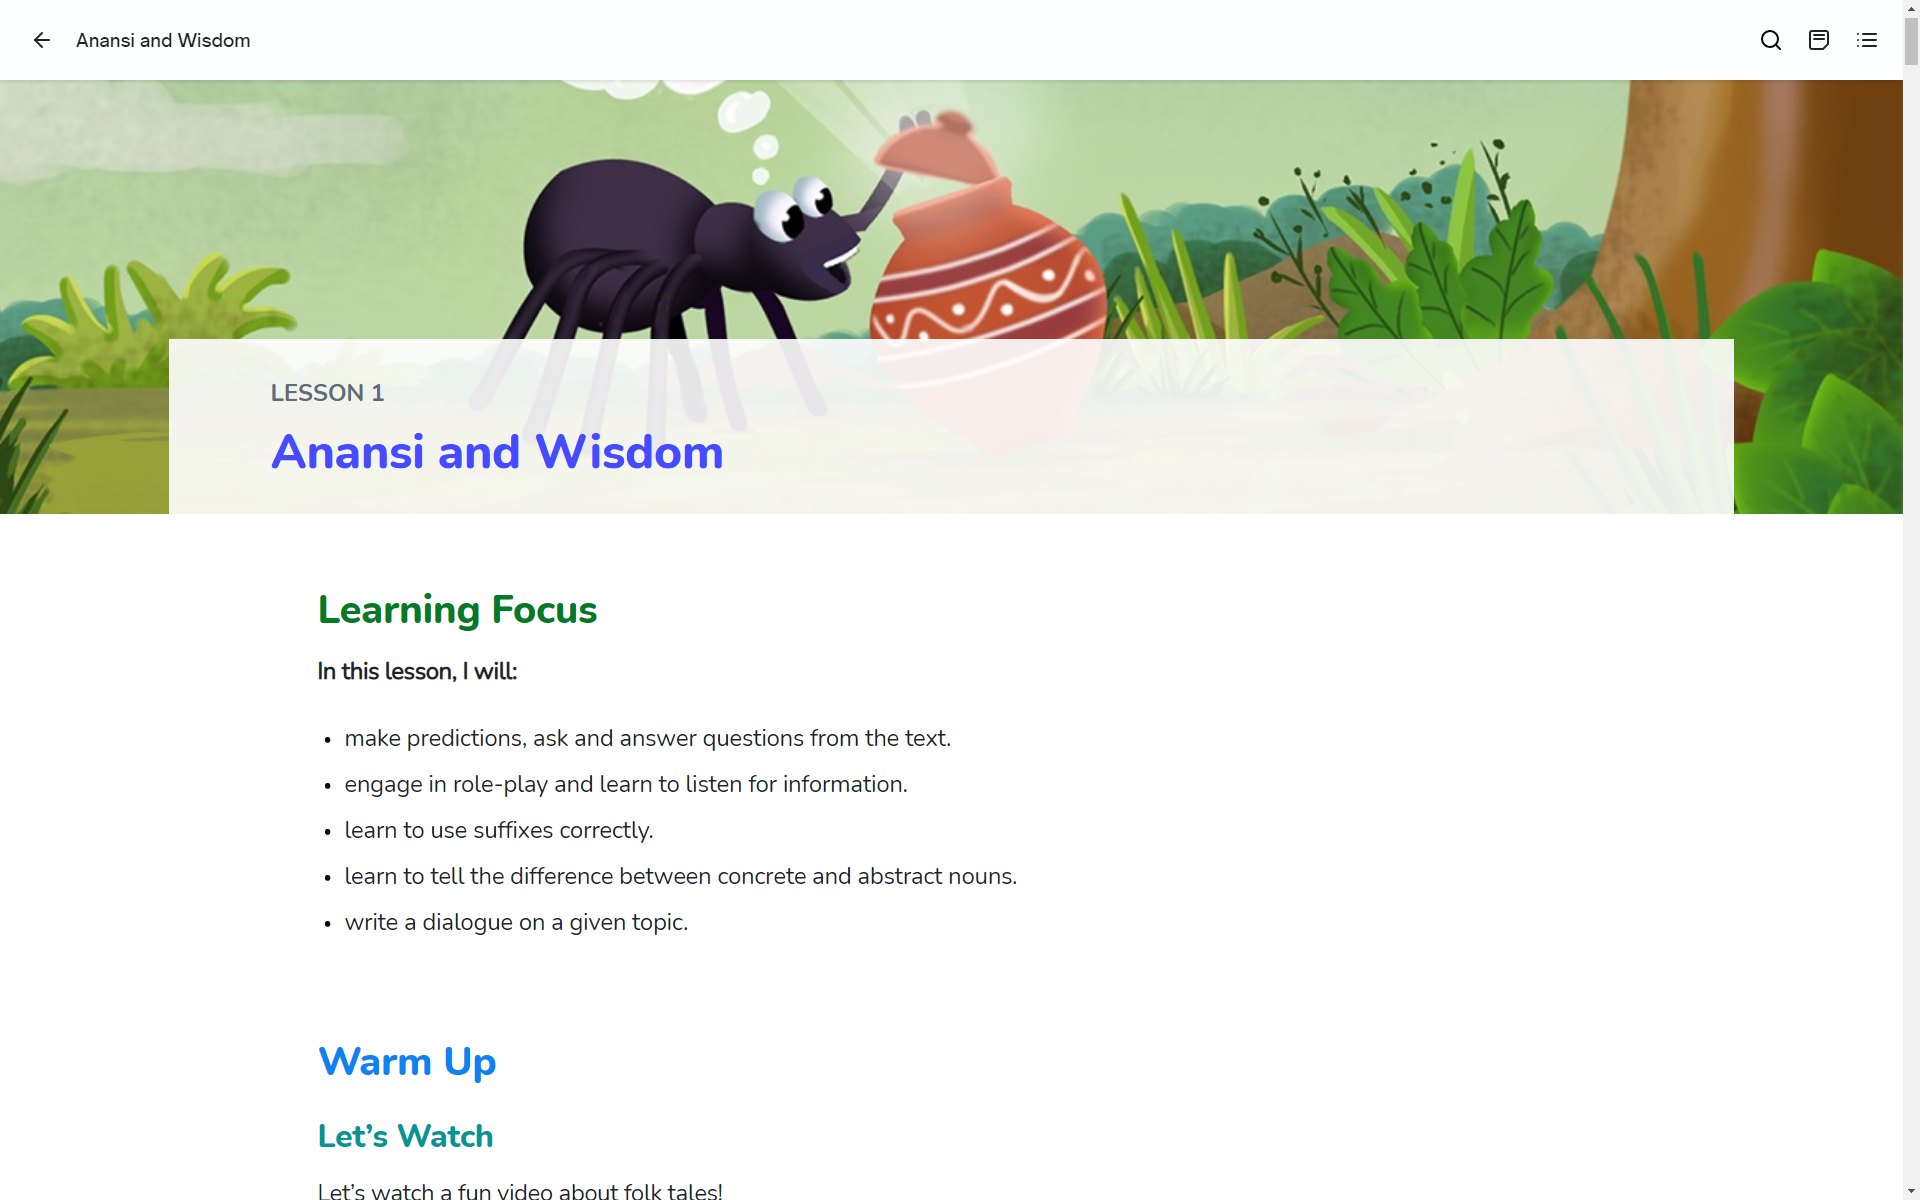 Anansi and Wisdom
LESSON 1
Anansi and Wisdom
Learning Focus
In this lesson, I will:
• make predictions, ask and answer questions from the text.
• engage in role-play and learn to listen for information.
• learn to use suffixes correctly.
• learn to tell the difference between concrete and abstract nouns.
• write a dialogue on a given topic.
Warm Up
Let’s Watch
Let’s watch a fun video about folk tales!